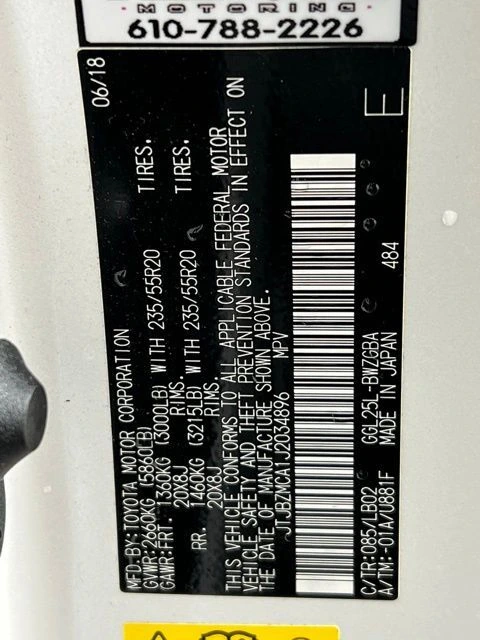 MOTORING
610-788-2226
06/18
MFD.BY:TOYOTA MOTOR CORPORATION
GVWR:2660KG (5860LB)
GAWR:FRT. 1360KG (3000LB) WITH 235/55R20 TIRES.
20X8J RIMS.
RR. 1460KG (3215LB) WITH 235/55R20 TIRES.
20X8J RIMS.
THIS VEHICLE CONFORMS TO ALL APPLICABLE FEDERAL MOTOR
VEHICLE SAFETY AND THEFT PREVENTION STANDARDS IN EFFECT ON
THE DATE OF MANUFACTURE SHOWN ABOVE.
JTJBZMCA1J2034896 MPV
E
C/TR:085/LB02 GGL25L-BWZGBA
A/TM:-01A/U881F MADE IN JAPAN 484